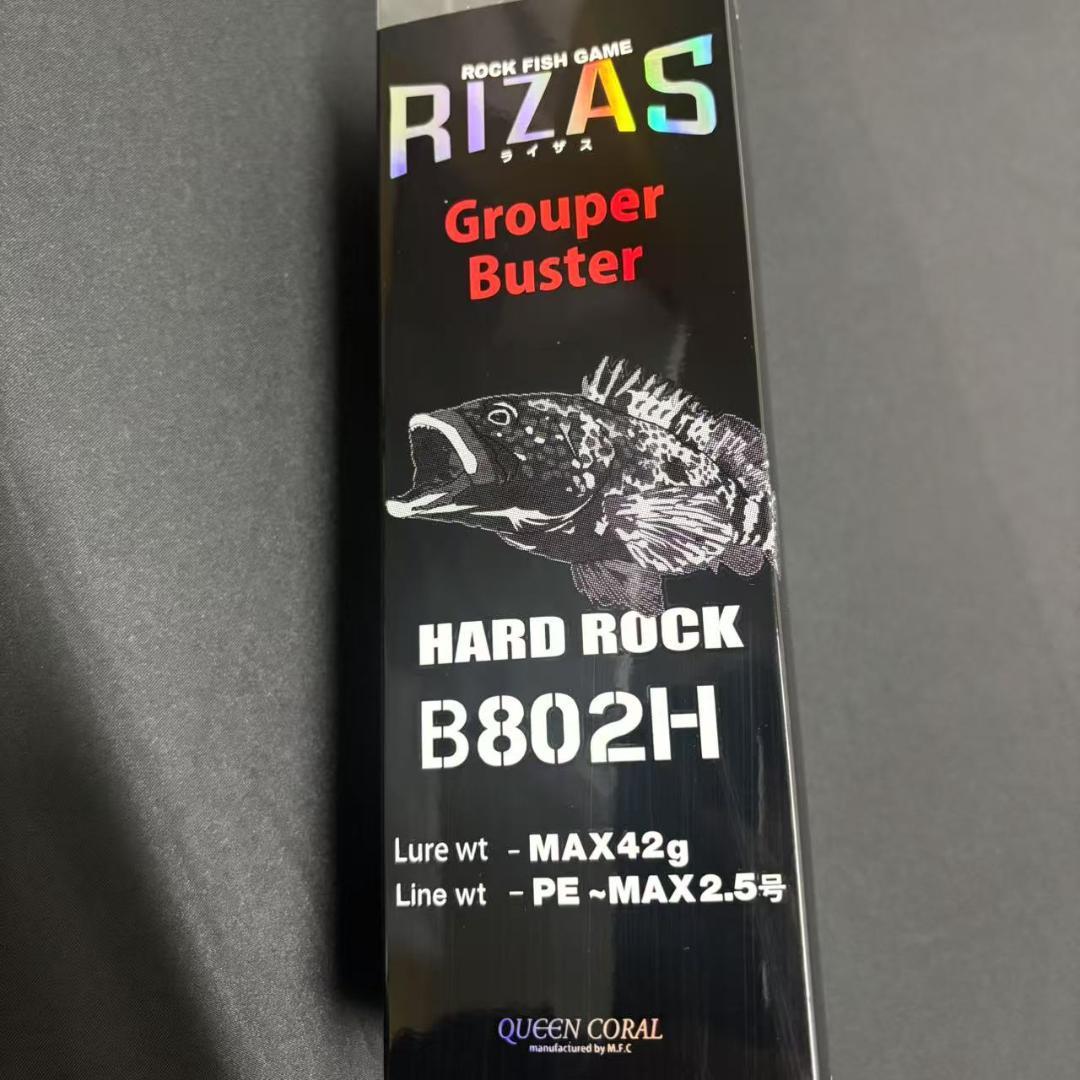 ROCK FISH GAME
RIZAS
ライザス
Grouper
Buster
HARD ROCK
B802H
Lure wt - MAX42g
Line wt - PE ~MAX2.5号
QUEEN CORAL
manufactured by M.F.C